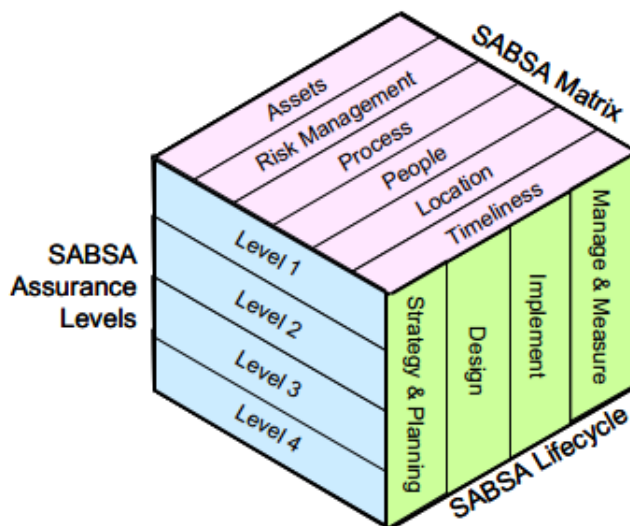 SABSA Matrix
Assets
Risk Management
Process
People
Location
Timeliness
SABSA
Assurance
Levels
Level 1
Level 2
Level 3
Level 4
Strategy & Planning
Design
Implement
Manage & Measure
SABSA Lifecycle